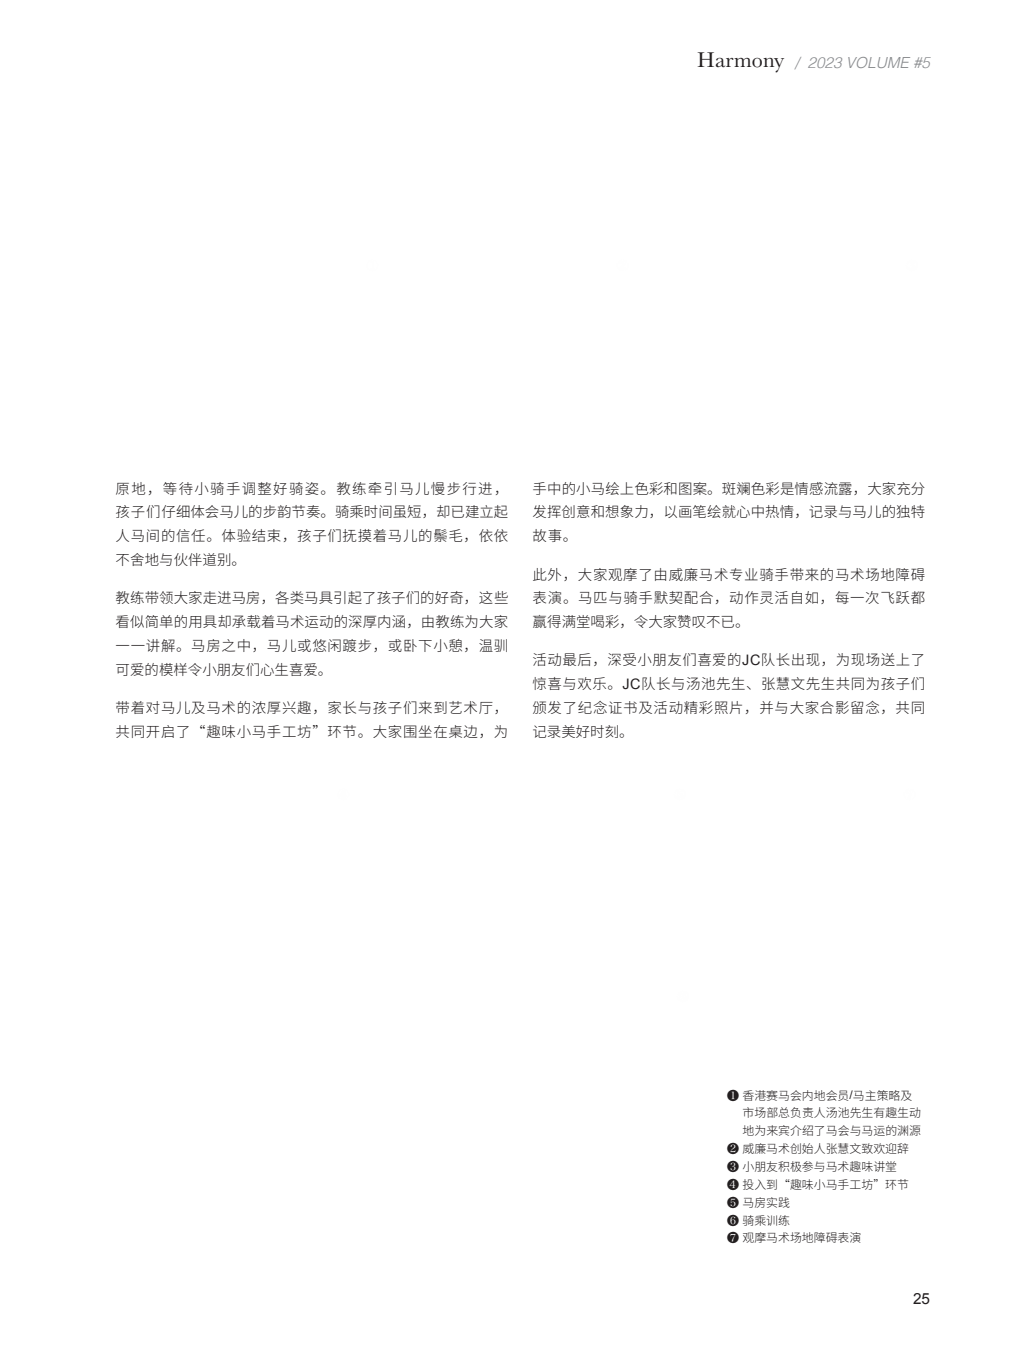 Harmony / 2023 VOLUME #5
原地，等待小骑手调整好骑姿。教练牵引马儿慢步行进，
孩子们仔细体会马儿的步韵节奏。骑乘时间虽短，却已建立起
人马间的信任。体验结束，孩子们抚摸着马儿的鬃毛，依依
不舍地与伙伴道别。
教练带领大家走进马房，各类马具引起了孩子们的好奇，这些
看似简单的用具却承载着马术运动的深厚内涵，由教练为大家
一一讲解。马房之中，马儿或悠闲踱步，或卧下小憩，温驯
可爱的模样令小朋友们心生喜爱。
带着对马儿及马术的浓厚兴趣，家长与孩子们来到艺术厅，
共同开启了“趣味小马手工坊”环节。大家围坐在桌边，为
手中的小马绘上色彩和图案。斑斓色彩是情感流露，大家充分
发挥创意和想象力，以画笔绘就心中热情，记录与马儿的独特
故事。
此外，大家观摩了由威廉马术专业骑手带来的马术场地障碍
表演。马匹与骑手默契配合，动作灵活自如，每一次飞跃都
赢得满堂喝彩，令大家赞叹不已。
活动最后，深受小朋友们喜爱的JC队长出现，为现场送上了
惊喜与欢乐。JC队长与汤池先生、张慧文先生共同为孩子们
颁发了纪念证书及活动精彩照片，并与大家合影留念，共同
记录美好时刻。
❶ 香港赛马会内地会员/马主策略及
市场部总负责人汤池先生有趣生动
地为来宾介绍了马会与马运的渊源
❷ 威廉马术创始人张慧文致欢迎辞
❸ 小朋友积极参与马术趣味讲堂
❹ 投入到“趣味小马手工坊”环节
❺ 马房实践
❻ 骑乘训练
❼ 观摩马术场地障碍表演
25